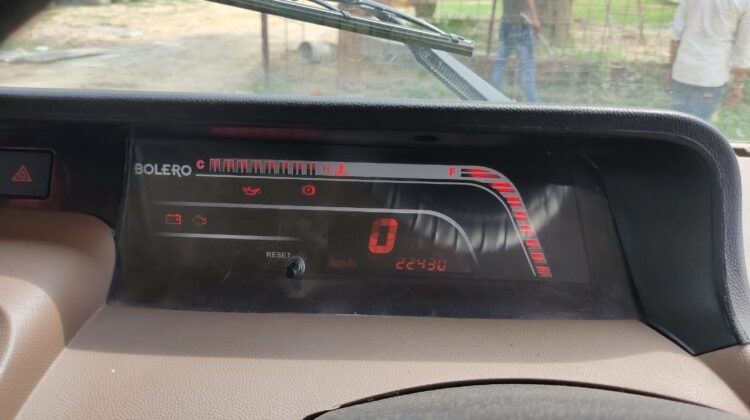 BOLERO C H F
RESET 0
km/h 22430